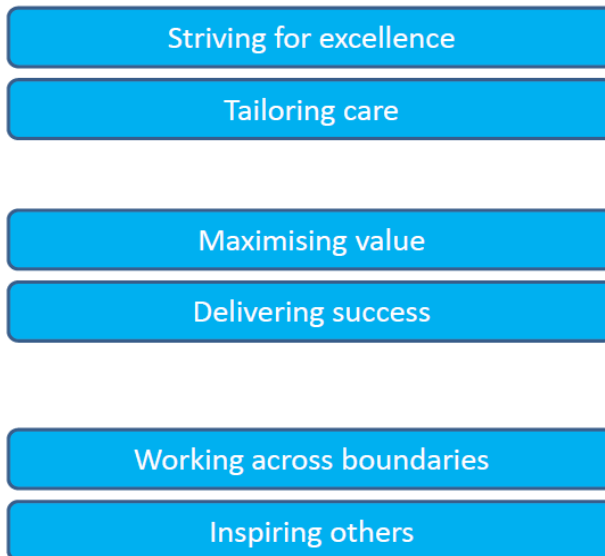 Striving for excellence
Tailoring care
Maximising value
Delivering success
Working across boundaries
Inspiring others